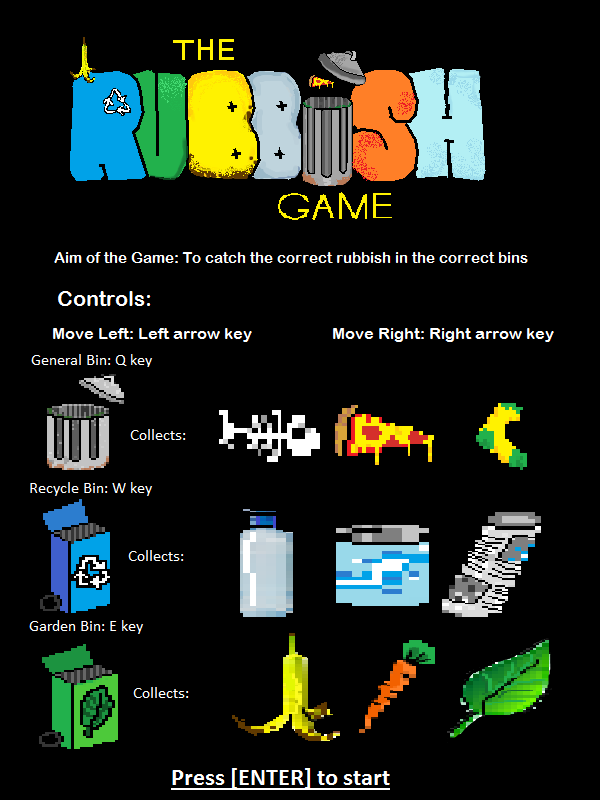 THE
RUBBISH
GAME
Aim of the Game: To catch the correct rubbish in the correct bins
Controls:
Move Left: Left arrow key Move Right: Right arrow key
General Bin: Q key
Collects:
Recycle Bin: W key
Collects:
Garden Bin: E key
Collects:
Press [ENTER] to start